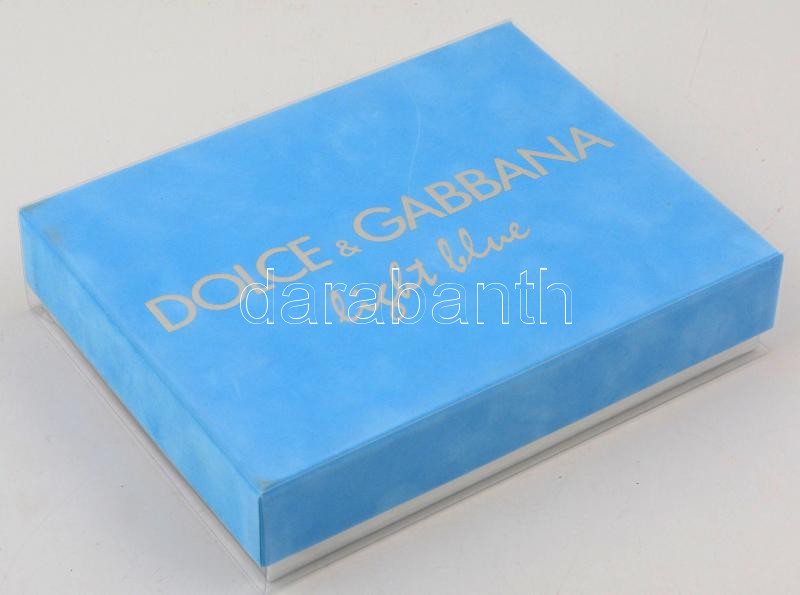 DOLCE & GABBANA
light blue
darabanth